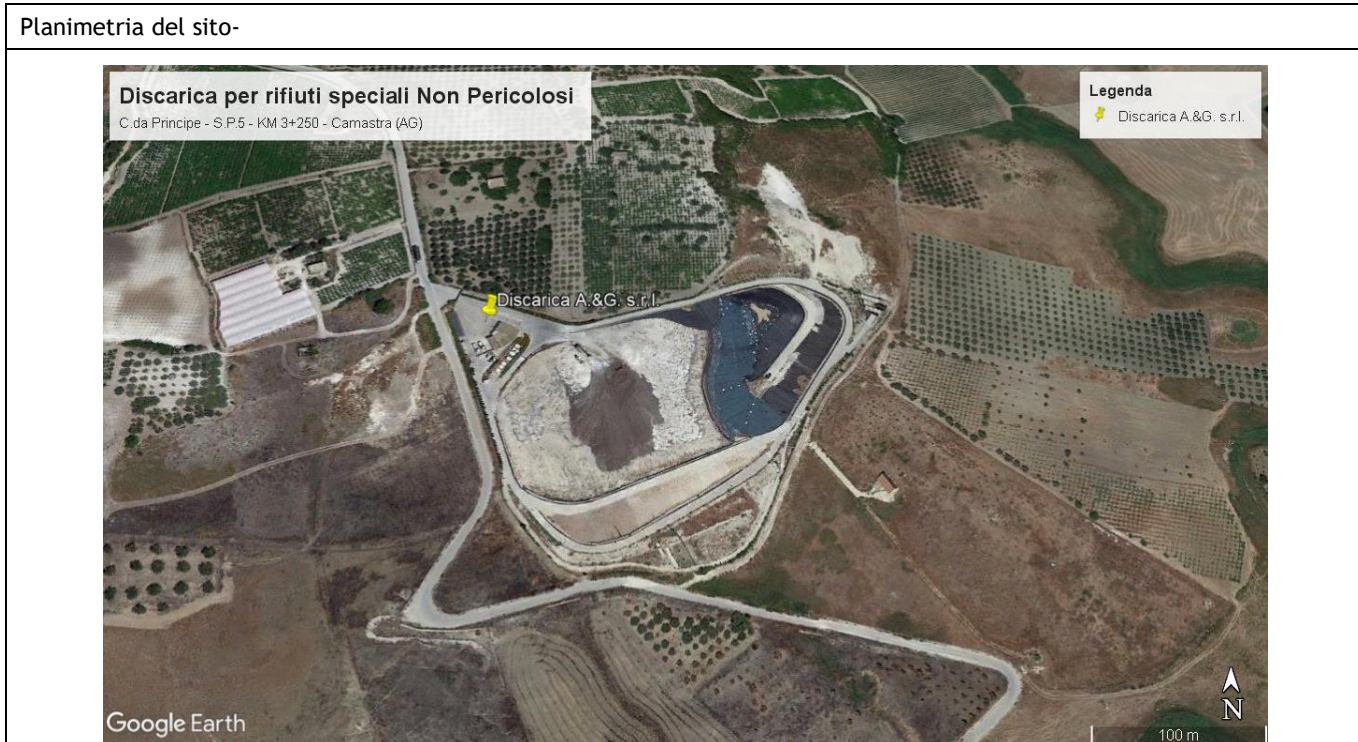 Planimetria del sito-
Discarica per rifiuti speciali Non Pericolosi
C.da Principe - S.P.5 - KM 3+250 - Camastra (AG)
Legenda
Discarica A.&G. s.r.l.
Discarica A.&G. s.r.l.
Google Earth
N
100 m